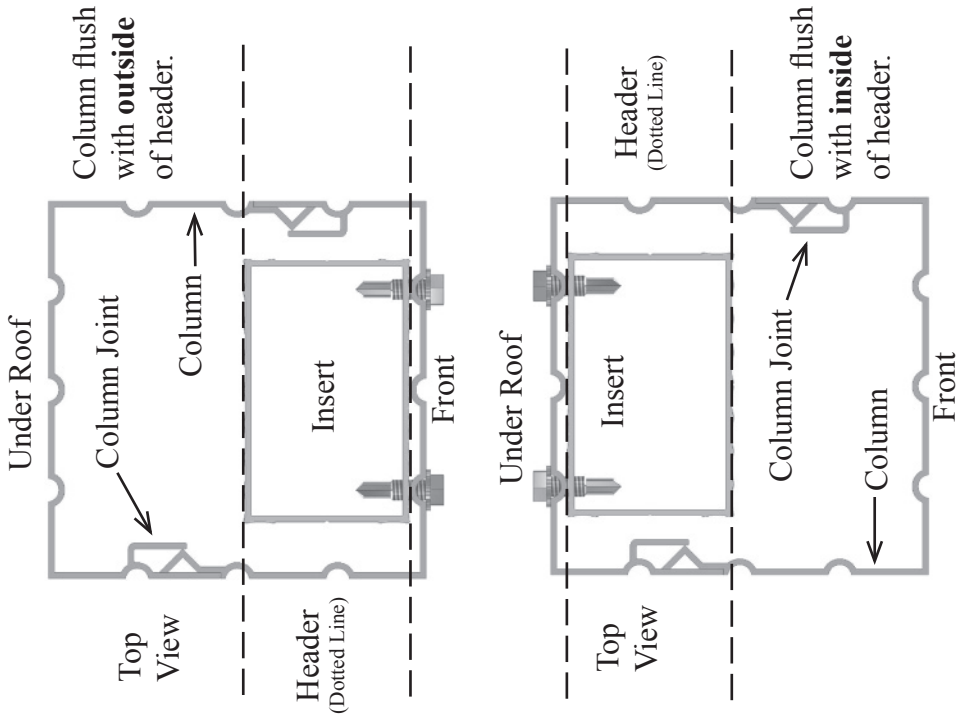 Under Roof
Top
View
Column Joint
Column
Column flush
with outside
of header.
Header
(Dotted Line)
Insert
Front
Under Roof
Top
View
Insert
Header
(Dotted Line)
Column Joint
Column
Column flush
with inside
of header.
Front